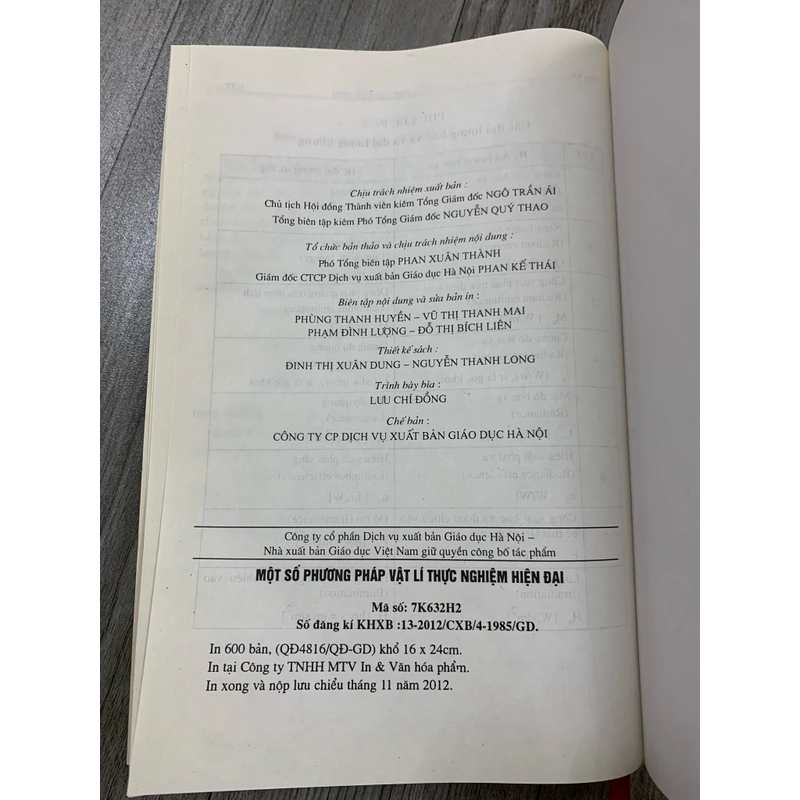 Chịu trách nhiệm xuất bản :
Chủ tịch Hội đồng Thành viên kiêm Tổng Giám đốc NGÔ TRẦN ÁI
Tổng biên tập kiêm Phó Tổng Giám đốc NGUYỄN QUÝ THAO
Tổ chức bản thảo và chịu trách nhiệm nội dung :
Phó Tổng biên tập PHAN XUÂN THÀNH
Giám đốc CTCP Dịch vụ xuất bản Giáo dục Hà Nội PHAN KẾ THÁI
Biên tập nội dung và sửa bản in :
PHÙNG THANH HUYỀN – VŨ THỊ THANH MAI
PHẠM ĐÌNH LƯỢNG – ĐỖ THỊ BÍCH LIÊN
Thiết kế sách :
ĐINH THỊ XUÂN DUNG – NGUYỄN THANH LONG
Trình bày bìa :
LƯU CHÍ ĐỒNG
Chế bản :
CÔNG TY CP DỊCH VỤ XUẤT BẢN GIÁO DỤC HÀ NỘI
Công ty cổ phần Dịch vụ xuất bản Giáo dục Hà Nội –
Nhà xuất bản Giáo dục Việt Nam giữ quyền công bố tác phẩm
MỘT SỐ PHƯƠNG PHÁP VẬT LÍ THỰC NGHIỆM HIỆN ĐẠI
Mã số: 7K632H2
Số đăng kí KHXB :13-2012/CXB/4-1985/GD.
In 600 bản, (QĐ4816/QĐ-GD) khổ 16 x 24cm.
In tại Công ty TNHH MTV In & Văn hóa phẩm.
In xong và nộp lưu chiểu tháng 11 năm 2012.